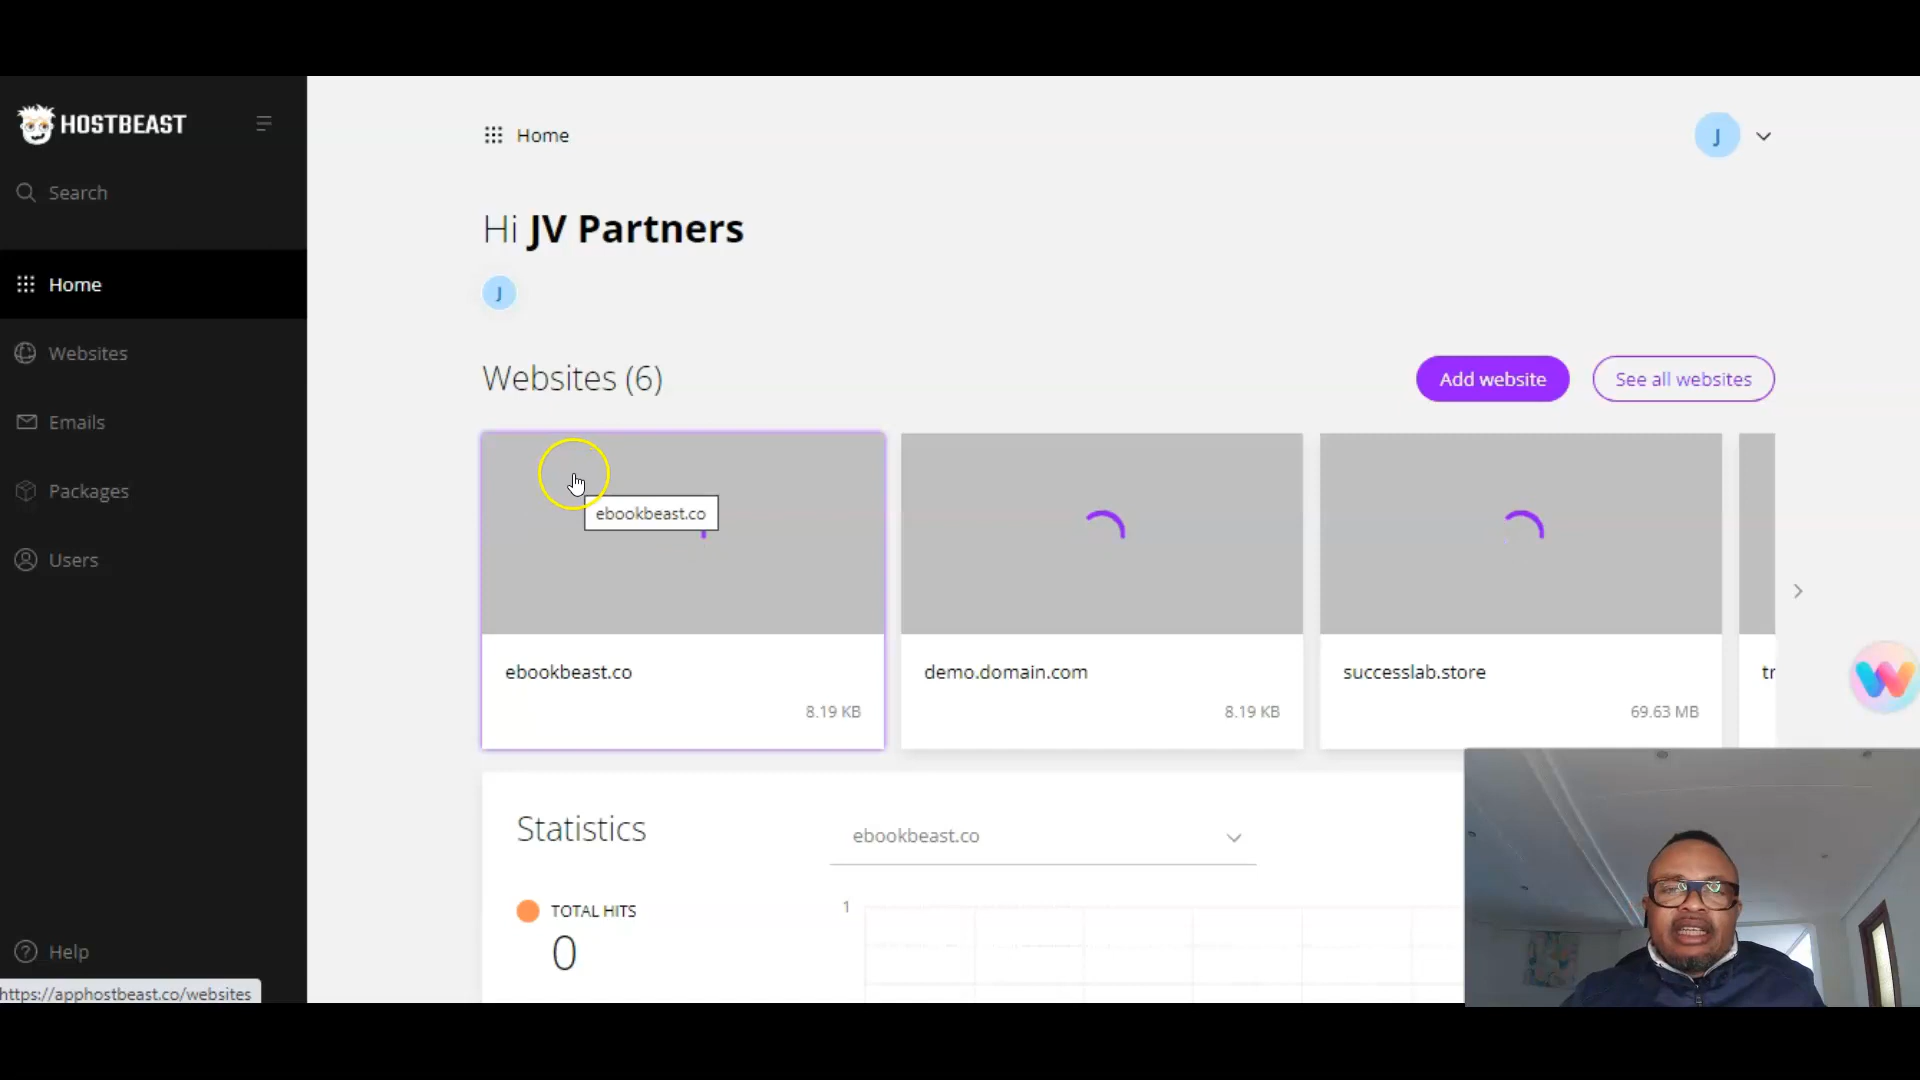 HOSTBEAST
Search
Home
Websites
Emails
Packages
Users
Help
https://apphostbeast.co/websites
Home
J
Hi JV Partners
J
Websites (6)
Add website
See all websites
ebookbeast.co
ebookbeast.co
8.19 KB
demo.domain.com
8.19 KB
successlab.store
69.63 MB
tr
Statistics
ebookbeast.co
TOTAL HITS
0
1